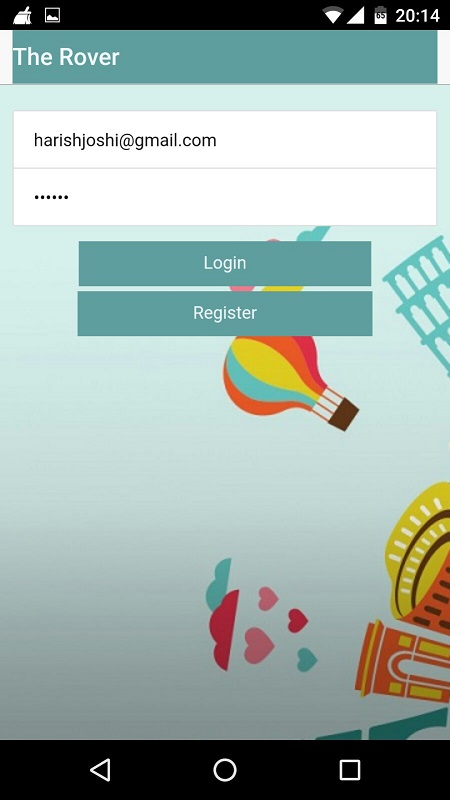 20:14
The Rover
harishjoshi@gmail.com
••••••
Login
Register